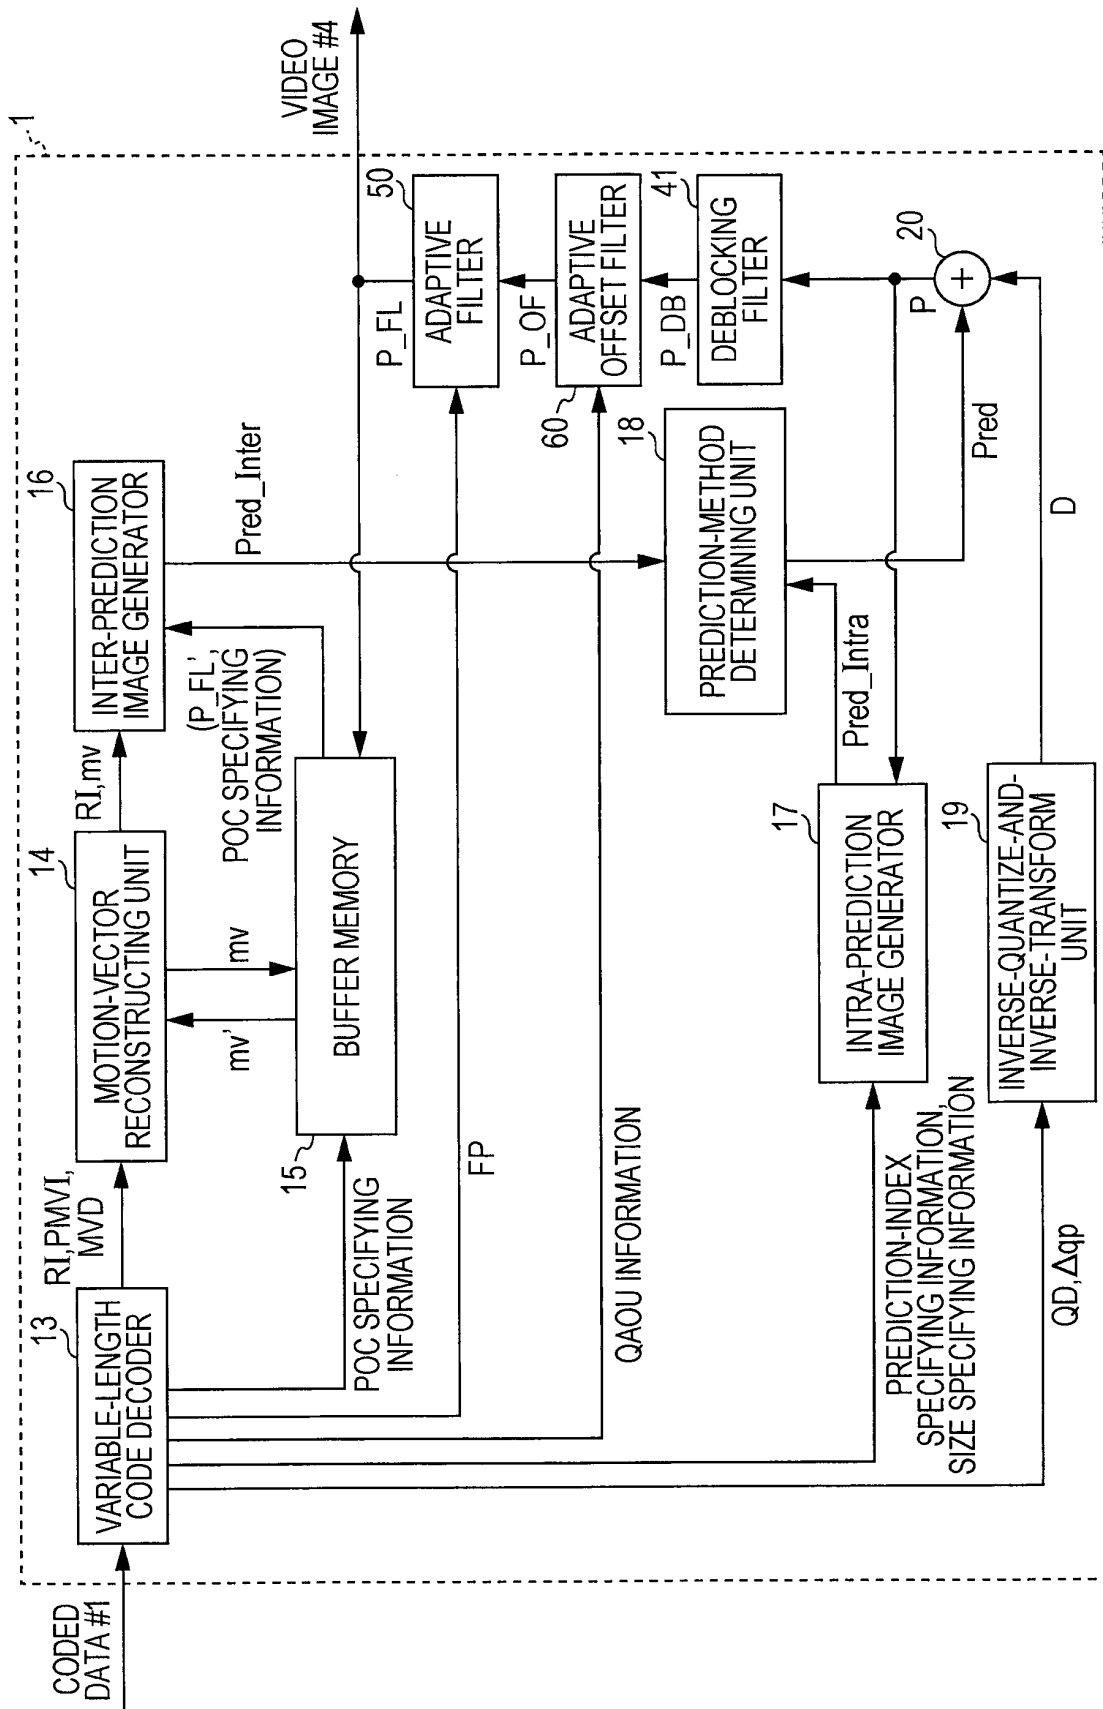 CODED
DATA #1
1
VIDEO
IMAGE #4
13
VARIABLE-LENGTH
CODE DECODER
RI,PMVI,
MVD
14
MOTION-VECTOR
RECONSTRUCTING UNIT
RI,mv
16
INTER-PREDICTION
IMAGE GENERATOR
mv'
mv
(P_FL',
POC SPECIFYING
INFORMATION)
Pred_Inter
15
BUFFER MEMORY
POC SPECIFYING
INFORMATION
P_FL
50
ADAPTIVE
FILTER
FP
P_OF
60
ADAPTIVE
OFFSET FILTER
QAOU INFORMATION
P_DB
41
DEBLOCKING
FILTER
18
PREDICTION-METHOD
DETERMINING UNIT
Pred_Intra
17
INTRA-PREDICTION
IMAGE GENERATOR
PREDICTION-INDEX
SPECIFYING INFORMATION,
SIZE SPECIFYING INFORMATION
P
20
+
Pred
19
INVERSE-QUANTIZE-AND-
INVERSE-TRANSFORM
UNIT
D
QD,Δqp